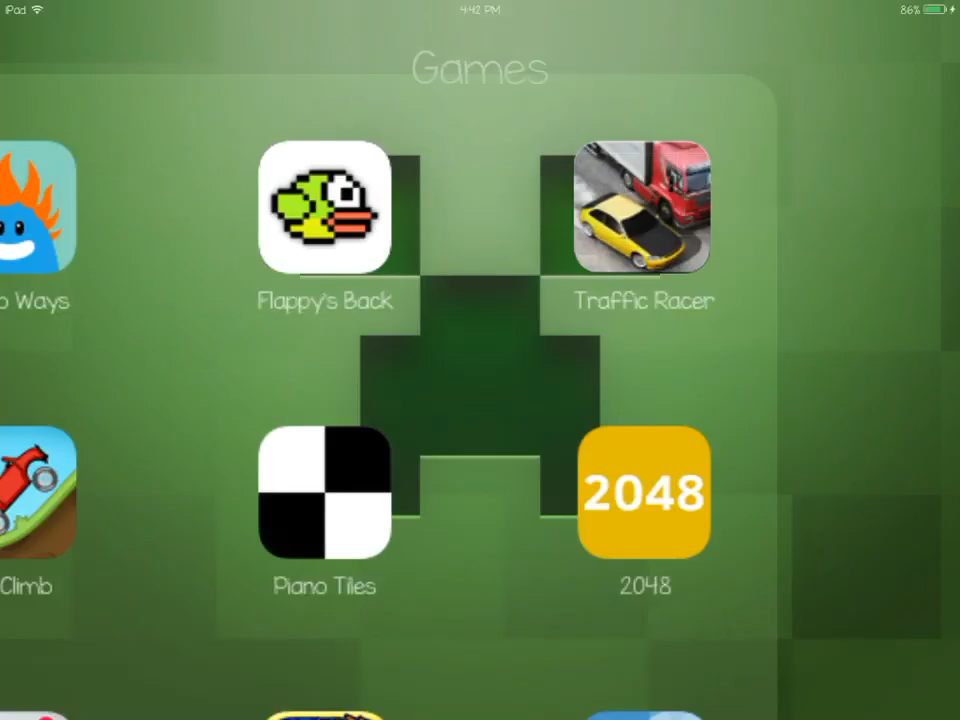 iPad
4:42 PM
86%
Games
o Ways
Flappy's Back
Traffic Racer
2048
Climb
Piano Tiles
2048